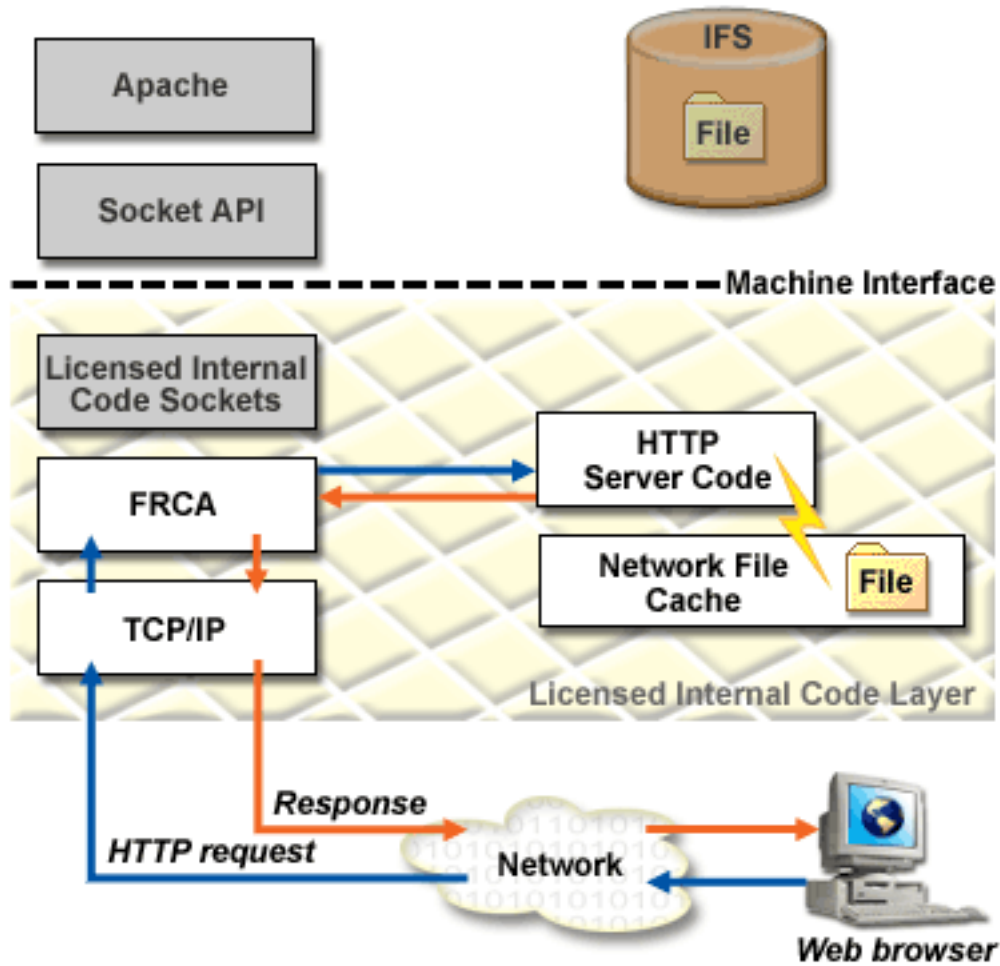 Apache
IFS
File
Socket API
Machine Interface
Licensed Internal
Code Sockets
HTTP
Server Code
FRCA
Network File
Cache
File
TCP/IP
Licensed Internal Code Layer
Response
HTTP request
Network
Web browser